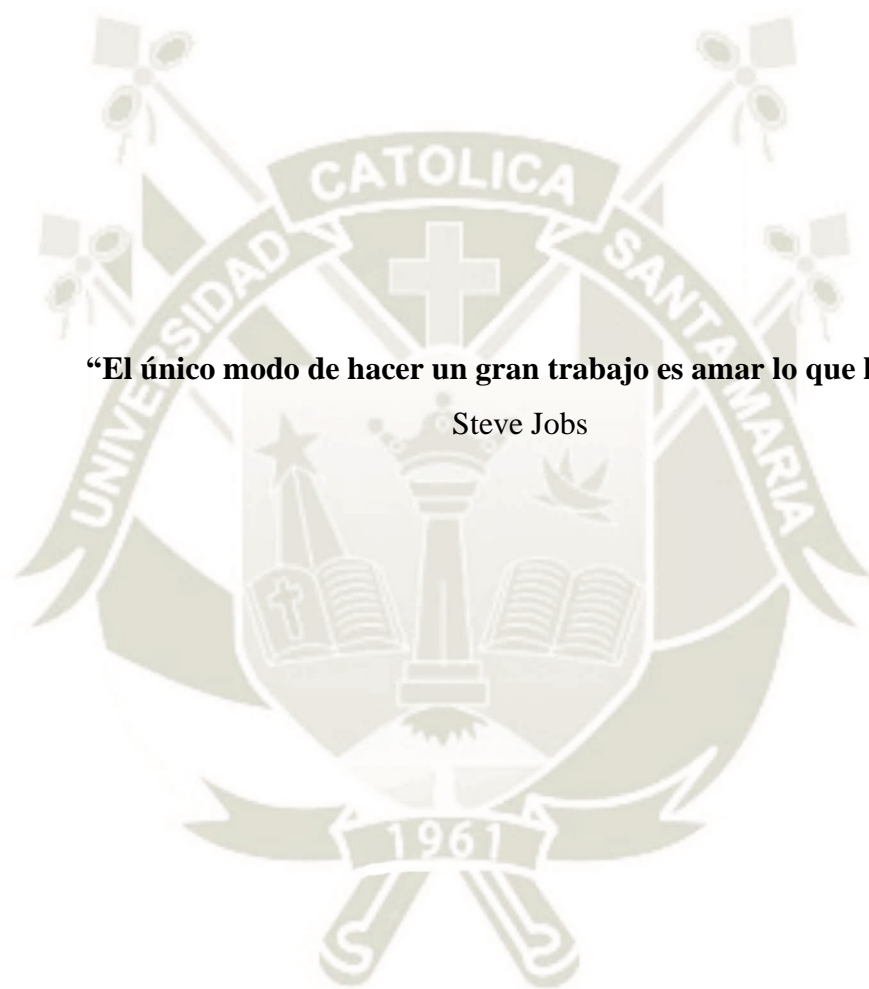 CATOLICA
UNIVERSIDAD
SANTA MARIA
“El único modo de hacer un gran trabajo es amar lo que
Steve Jobs
1961